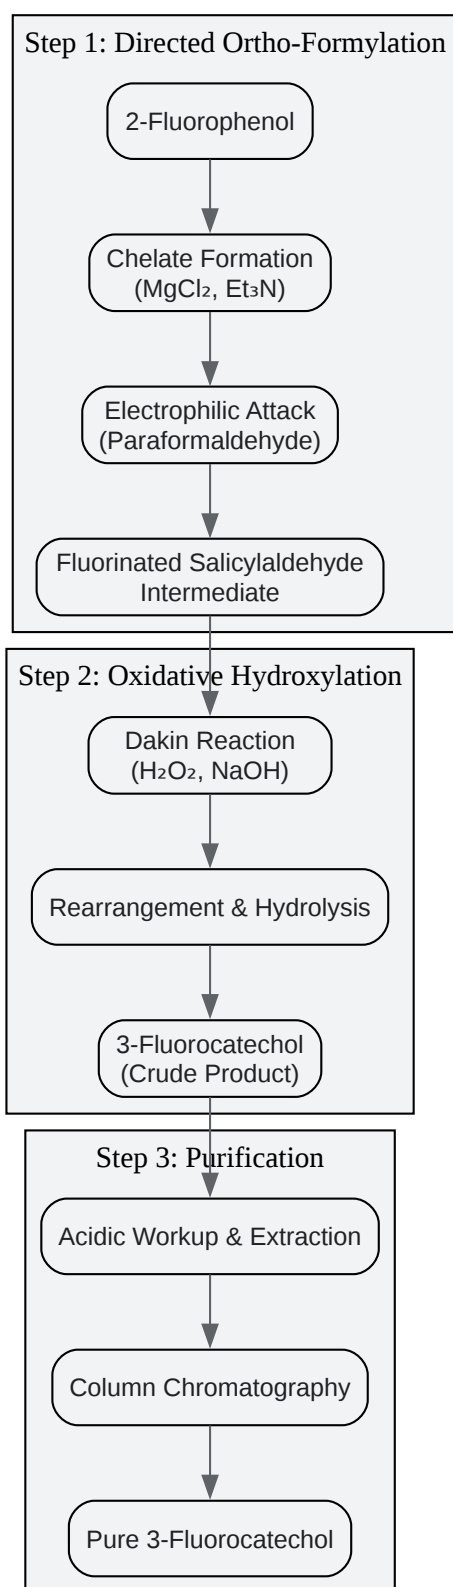 Step 1: Directed Ortho-Formylation
2-Fluorophenol
Chelate Formation
(MgCl₂, Et₃N)
Electrophilic Attack
(Paraformaldehyde)
Fluorinated Salicylaldehyde
Intermediate
Step 2: Oxidative Hydroxylation
Dakin Reaction
(H₂O₂, NaOH)
Rearrangement & Hydrolysis
3-Fluorocatechol
(Crude Product)
Step 3: Purification
Acidic Workup & Extraction
Column Chromatography
Pure 3-Fluorocatechol